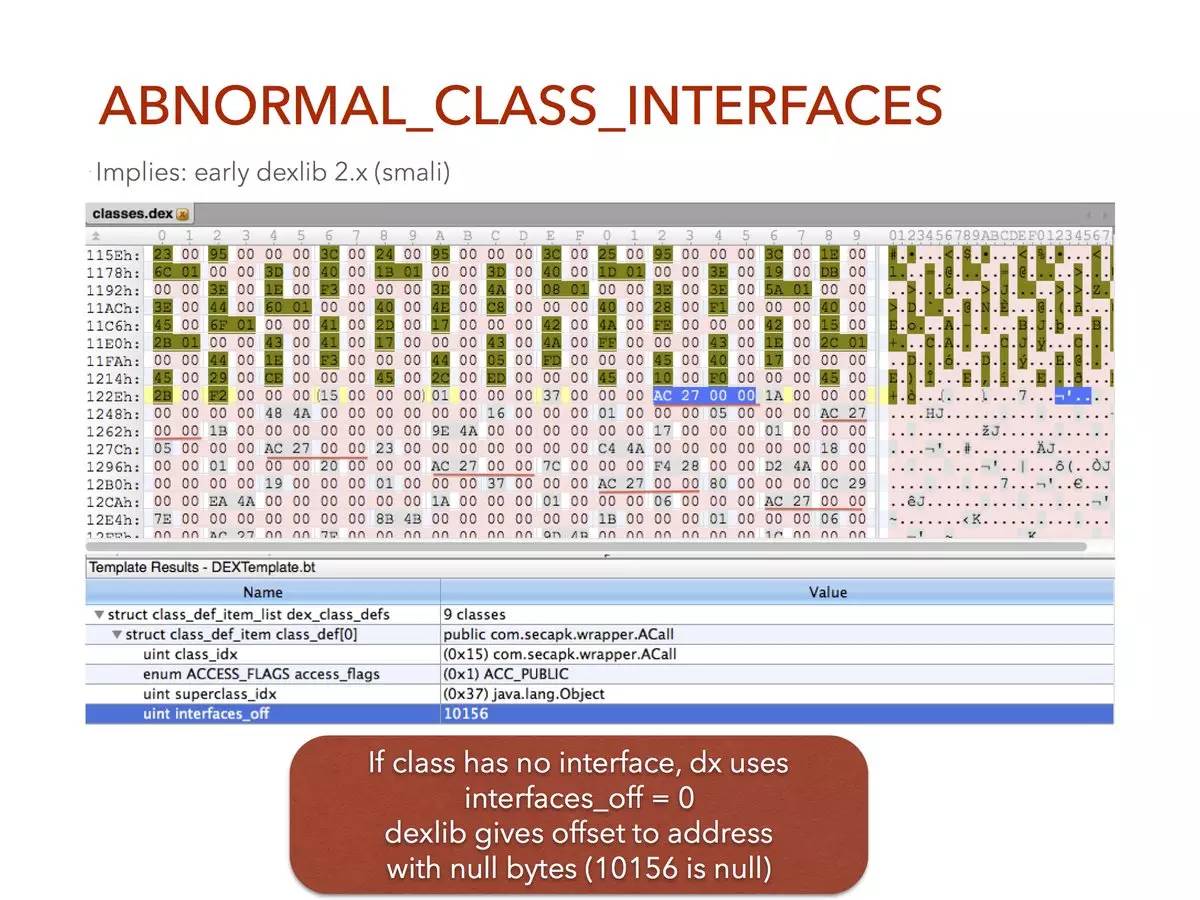 ABNORMAL_CLASS_INTERFACES
Implies: early dexlib 2.x (smali)
classes.dex
0 1 2 3 4 5 6 7 8 9 A B C D E F 0 1 2 3 4 5 6 7 8 9 0123456789ABCDEF01234567
115Eh: 23 00 95 00 00 00 3C 00 24 00 95 00 00 00 3C 00 25 00 95 00 00 00 3C 00 1E 00
1178h: 6C 01 00 00 3D 00 40 00 1B 01 00 00 3D 00 40 00 1D 01 00 00 3E 00 19 00 DB 00
1192h: 00 00 3E 00 1E 00 F3 00 00 00 3E 00 4A 00 08 01 00 00 3E 00 3E 00 5A 01 00 00
11ACh: 3E 00 44 00 60 01 00 00 40 00 4E 00 C8 00 00 00 40 00 28 00 F1 00 00 00 40 00
11C6h: 45 00 6F 01 00 00 41 00 2D 00 17 00 00 00 42 00 4A 00 FE 00 00 00 42 00 15 00
11E0h: 2B 01 00 00 43 00 41 00 17 00 00 00 43 00 4A 00 FF 00 00 00 43 00 1E 00 2C 01
11FAh: 00 00 44 00 1E 00 F3 00 00 00 44 00 05 00 FD 00 00 00 45 00 40 00 17 00 00 00
1214h: 45 00 29 00 CE 00 00 00 45 00 2C 00 ED 00 00 00 45 00 10 00 F0 00 00 00 45 00
122Eh: 2B 00 F2 00 00 00 (15 00 00 00) 01 00 00 00 37 00 00 00 AC 27 00 00 1A 00 00 00
1248h: 00 00 00 00 48 4A 00 00 00 00 00 00 16 00 00 00 01 00 00 00 05 00 00 00 AC 27
1262h: 00 00 1B 00 00 00 00 00 00 00 9E 4A 00 00 00 00 00 00 17 00 00 00 01 00 00 00
127Ch: 05 00 00 00 AC 27 00 00 23 00 00 00 00 00 00 00 C4 4A 00 00 00 00 00 00 18 00
1296h: 00 00 01 00 00 00 20 00 00 00 AC 27 00 00 7C 00 00 00 F4 28 00 00 D2 4A 00 00
12B0h: 00 00 00 00 19 00 00 00 01 00 00 00 37 00 00 00 AC 27 00 00 80 00 00 00 0C 29
12CAh: 00 00 EA 4A 00 00 00 00 00 00 1A 00 00 00 01 00 00 00 06 00 00 00 AC 27 00 00
12E4h: 7E 00 00 00 00 00 00 00 8B 4B 00 00 00 00 00 00 1B 00 00 00 01 00 00 00 06 00
Template Results - DEXTemplate.bt
Name Value
struct class_def_item_list dex_class_defs 9 classes
struct class_def_item class_def[0] public com.secapk.wrapper.ACall
uint class_idx (0x15) com.secapk.wrapper.ACall
enum ACCESS_FLAGS access_flags (0x1) ACC_PUBLIC
uint superclass_idx (0x37) java.lang.Object
uint interfaces_off 10156
If class has no interface, dx uses
interfaces_off = 0
dexlib gives offset to address
with null bytes (10156 is null)